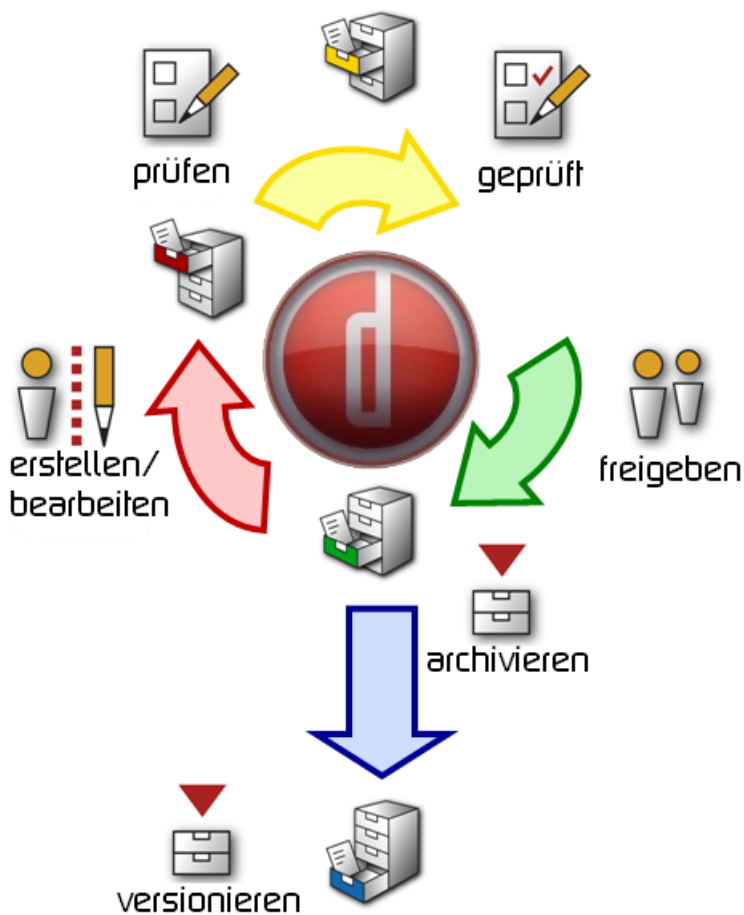 prüfen
geprüft
erstellen/
bearbeiten
freigeben
archivieren
versionieren
d